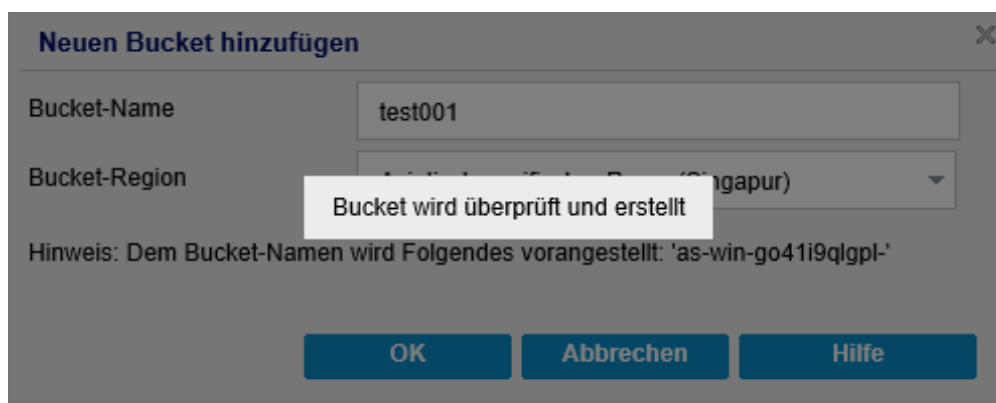 Neuen Bucket hinzufügen
Bucket-Name
test001
Bucket-Region
(Singapur)
Bucket wird überprüft und erstellt
Hinweis: Dem Bucket-Namen wird Folgendes vorangestellt: 'as-win-go41i9qlgpl-'
OK Abbrechen Hilfe